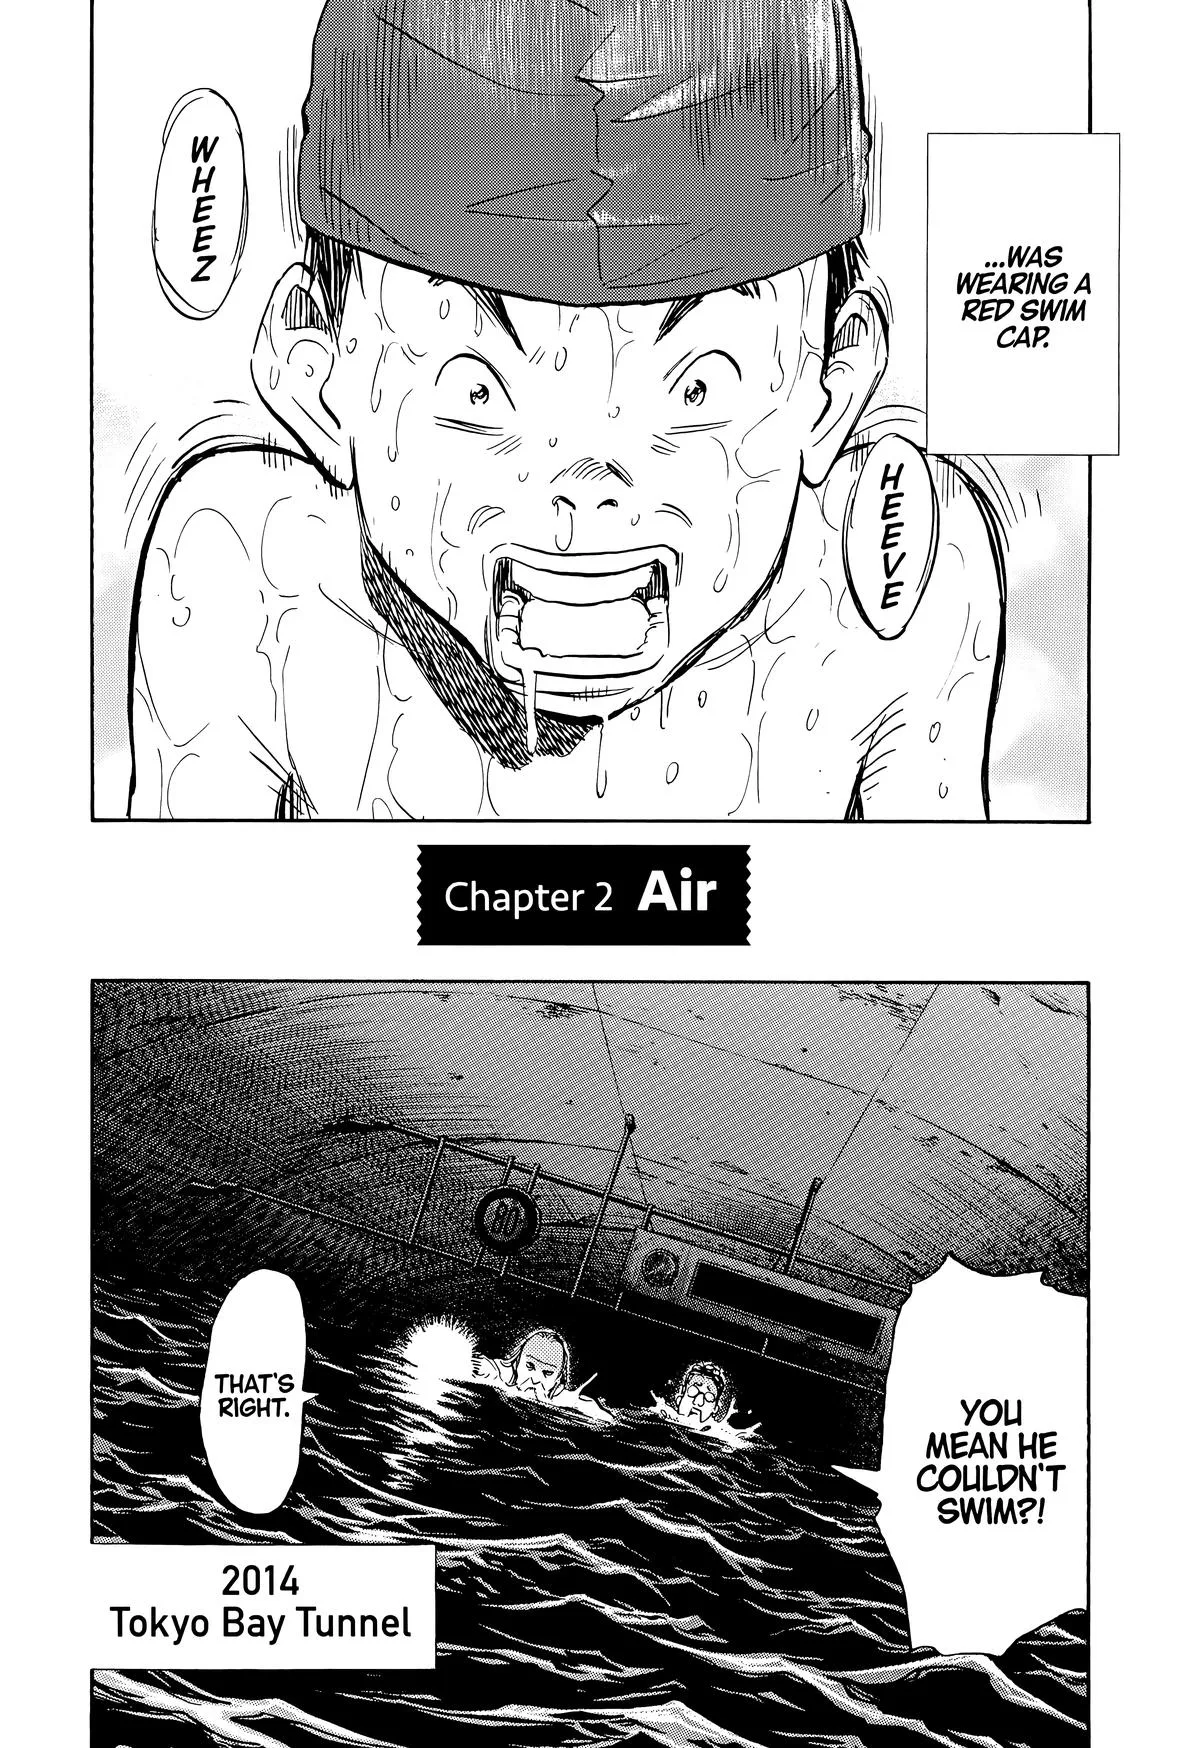 ...WAS
WEARING A
RED SWIM
CAP.
WHEEZ
HEEVE
Chapter 2 Air
80
YOU
MEAN HE
COULDN'T
SWIM?!
THAT'S
RIGHT.
2014
Tokyo Bay Tunnel